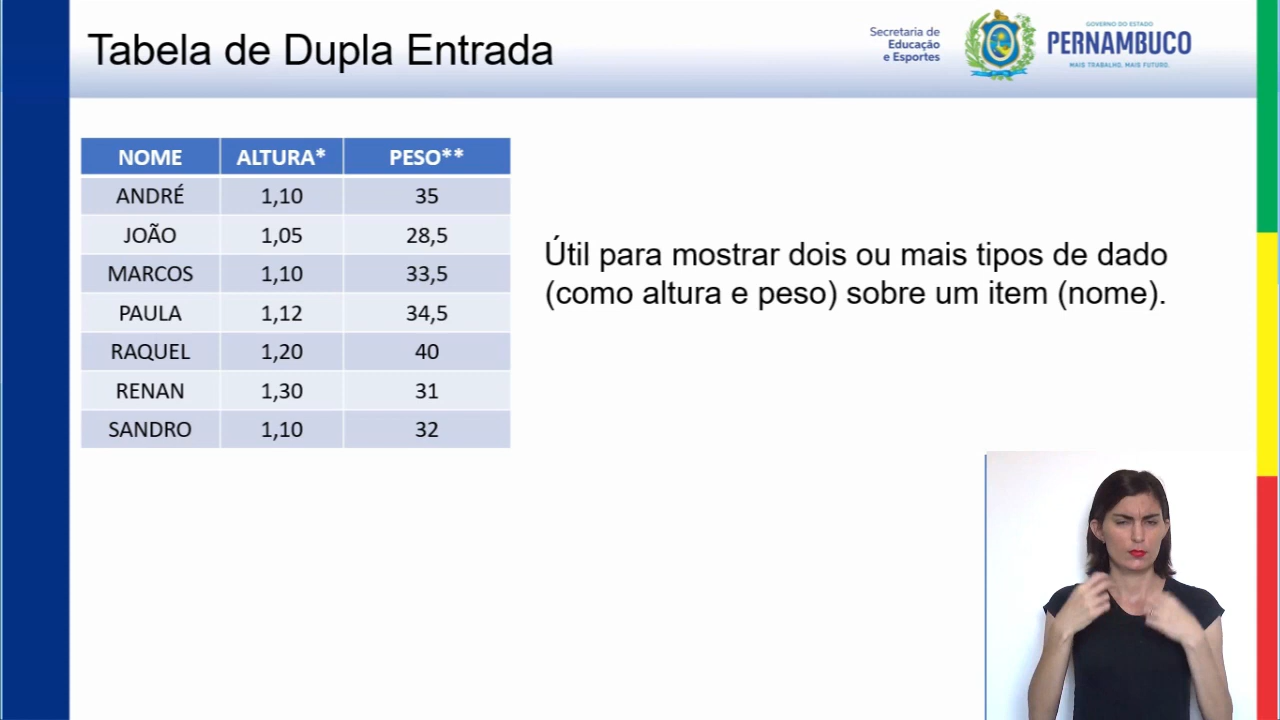 Tabela de Dupla Entrada
Secretaria de
Educação
e Esportes
GOVERNO DO ESTADO
PERNAMBUCO
MAIS TRABALHO, MAIS FUTURO.
NOME ALTURA* PESO**
ANDRÉ 1,10 35
JOÃO 1,05 28,5
MARCOS 1,10 33,5
PAULA 1,12 34,5
RAQUEL 1,20 40
RENAN 1,30 31
SANDRO 1,10 32
Útil para mostrar dois ou mais tipos de dado
(como altura e peso) sobre um item (nome).